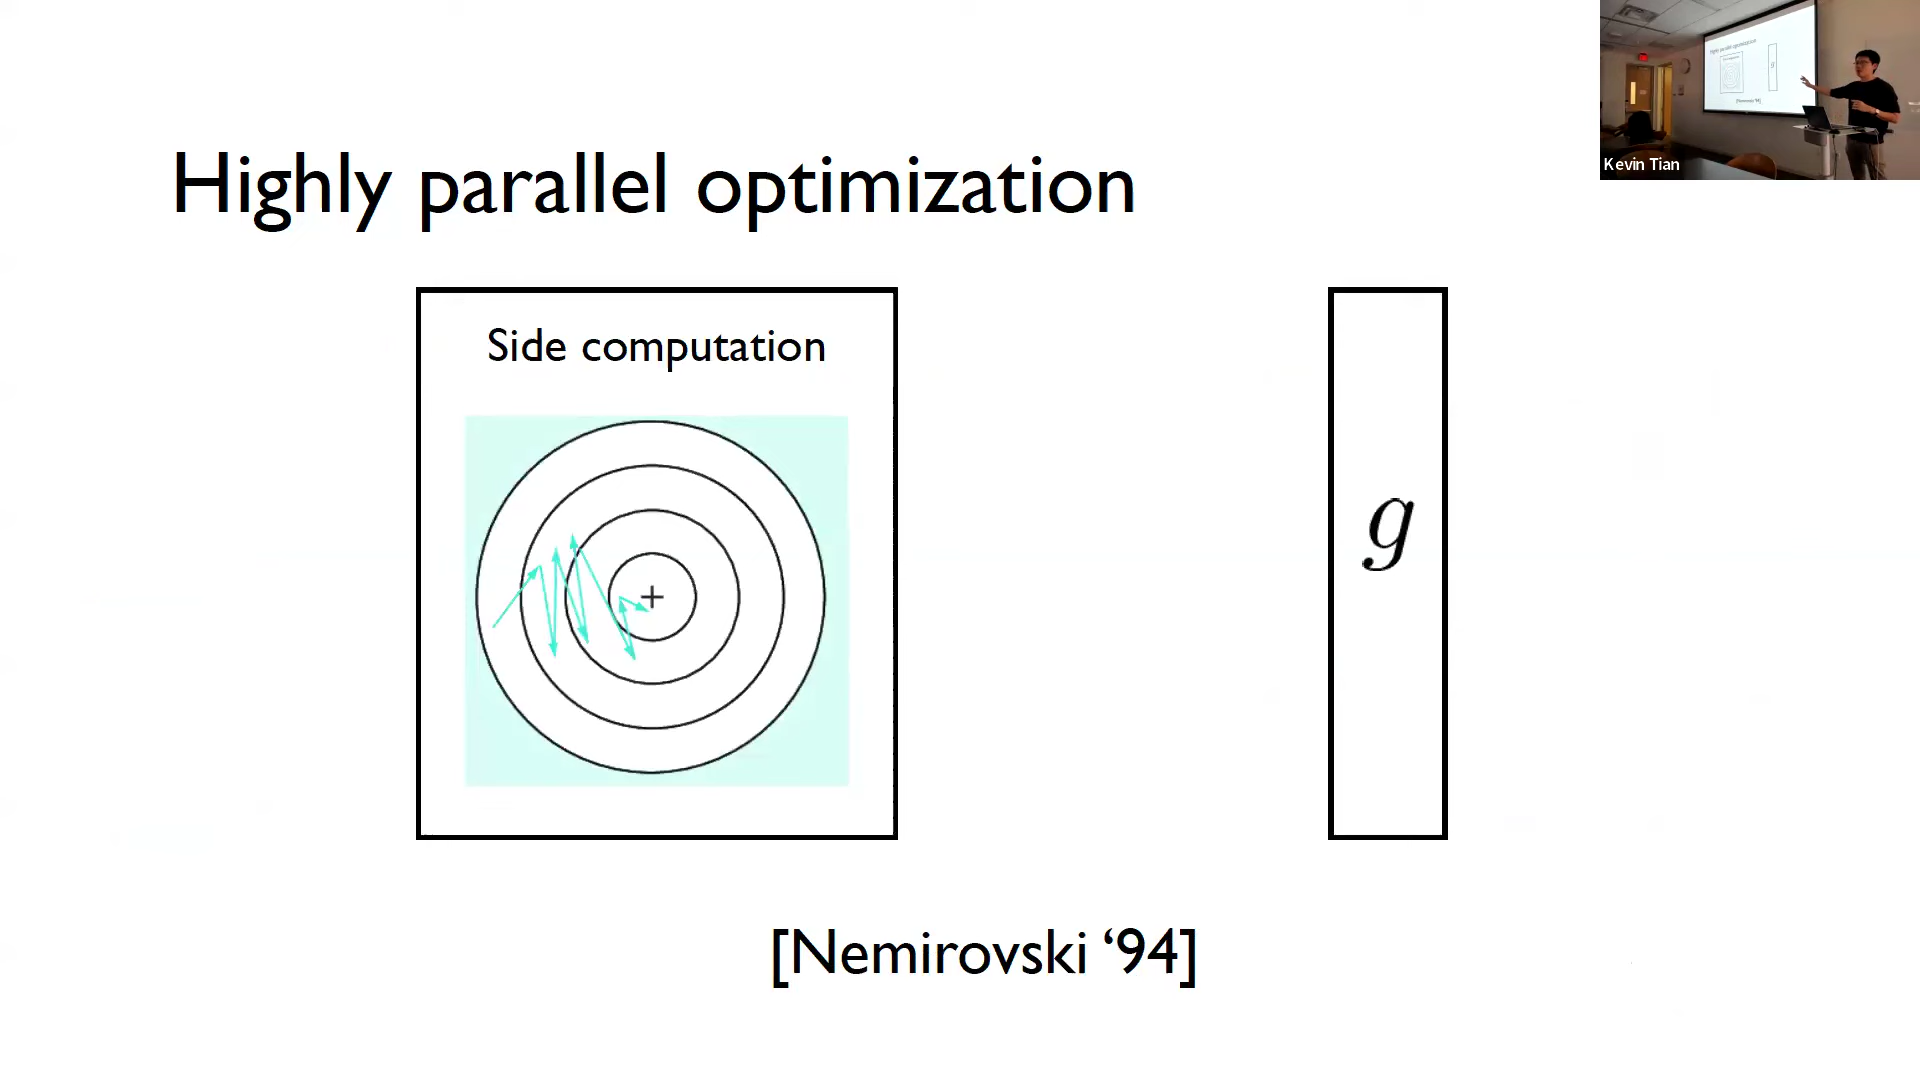 Highly parallel optimization
Side computation
g
[Nemirovski ‘94]
Kevin Tian